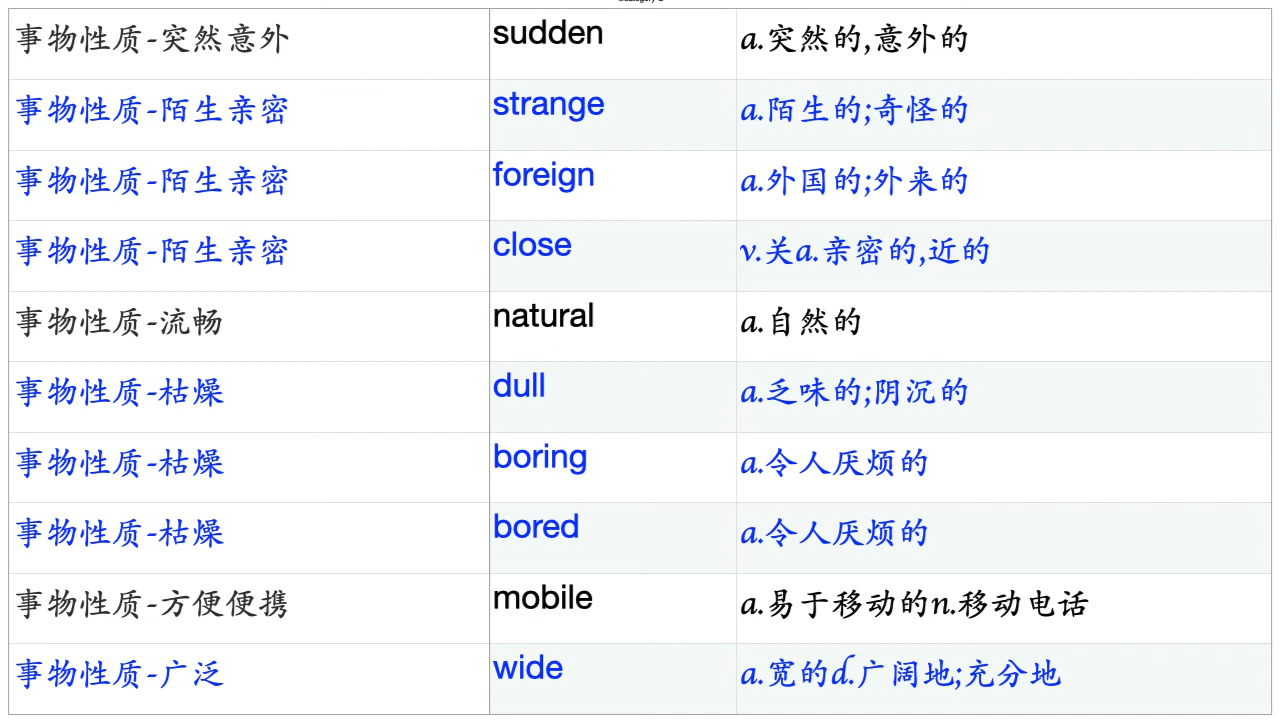 事物性质-突然意外 sudden a.突然的,意外的
事物性质-陌生亲密 strange a.陌生的;奇怪的
事物性质-陌生亲密 foreign a.外国的;外来的
事物性质-陌生亲密 close v.关a.亲密的,近的
事物性质-流畅 natural a.自然的
事物性质-枯燥 dull a.乏味的;阴沉的
事物性质-枯燥 boring a.令人厌烦的
事物性质-枯燥 bored a.令人厌烦的
事物性质-方便便携 mobile a.易于移动的n.移动电话
事物性质-广泛 wide a.宽的d.广阔地;充分地